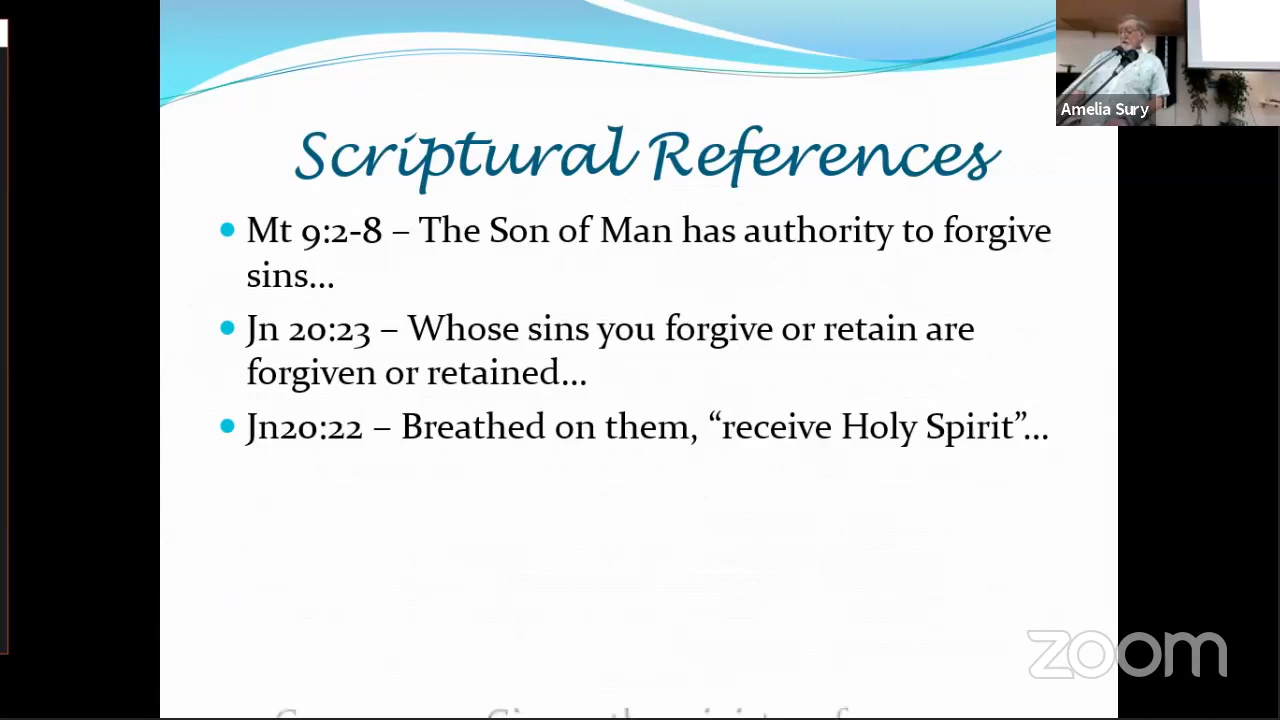 Amelia Sury
Scriptural References
• Mt 9:2-8 – The Son of Man has authority to forgive
sins...
• Jn 20:23 – Whose sins you forgive or retain are
forgiven or retained...
• Jn20:22 – Breathed on them, “receive Holy Spirit”...
zoom